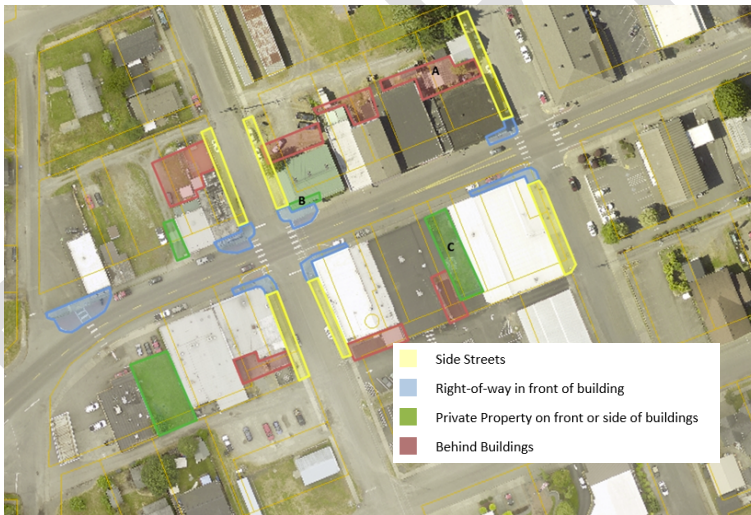 A
B
C
Side Streets
Right-of-way in front of building
Private Property on front or side of buildings
Behind Buildings